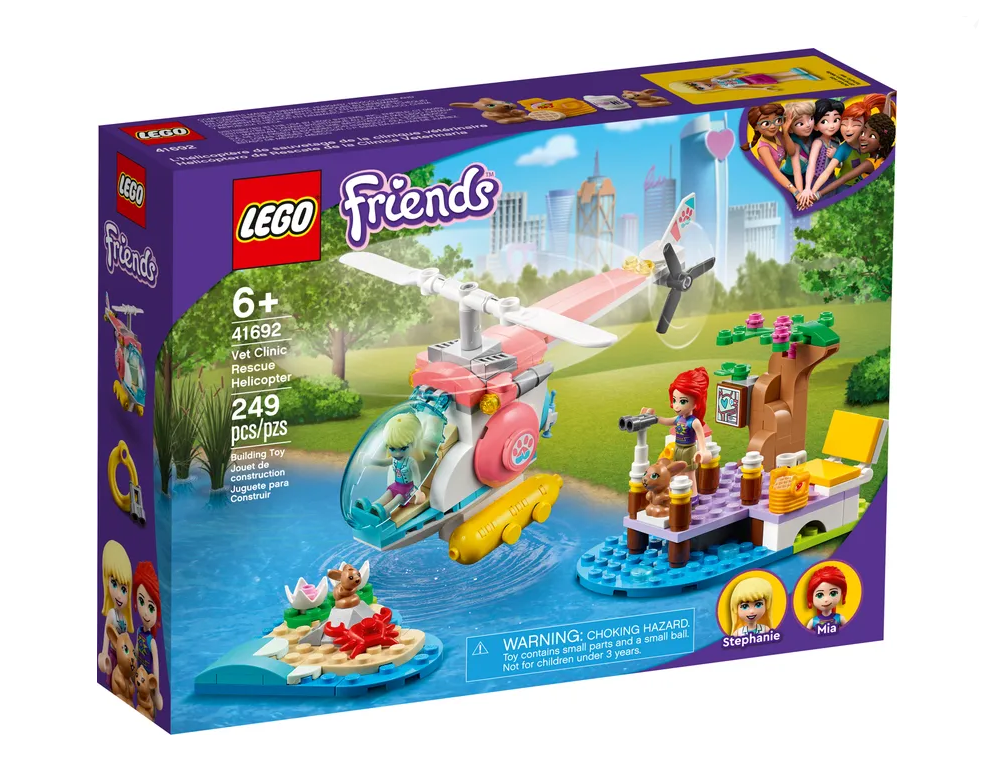 LEGO
41692
L'hélicoptère de sauvetage de la clinique vétérinaire
Helicóptero de Rescate de la Clínica Veterinaria
LEGO
Friends
LEGO
Friends™
6+
41692
Vet Clinic
Rescue
Helicopter
249
pcs/pzs
Building Toy
Jouet de
construction
Juguete para
Construir
WARNING: CHOKING HAZARD.
Toy contains small parts and a small ball.
Not for children under 3 years.
Stephanie
Mia